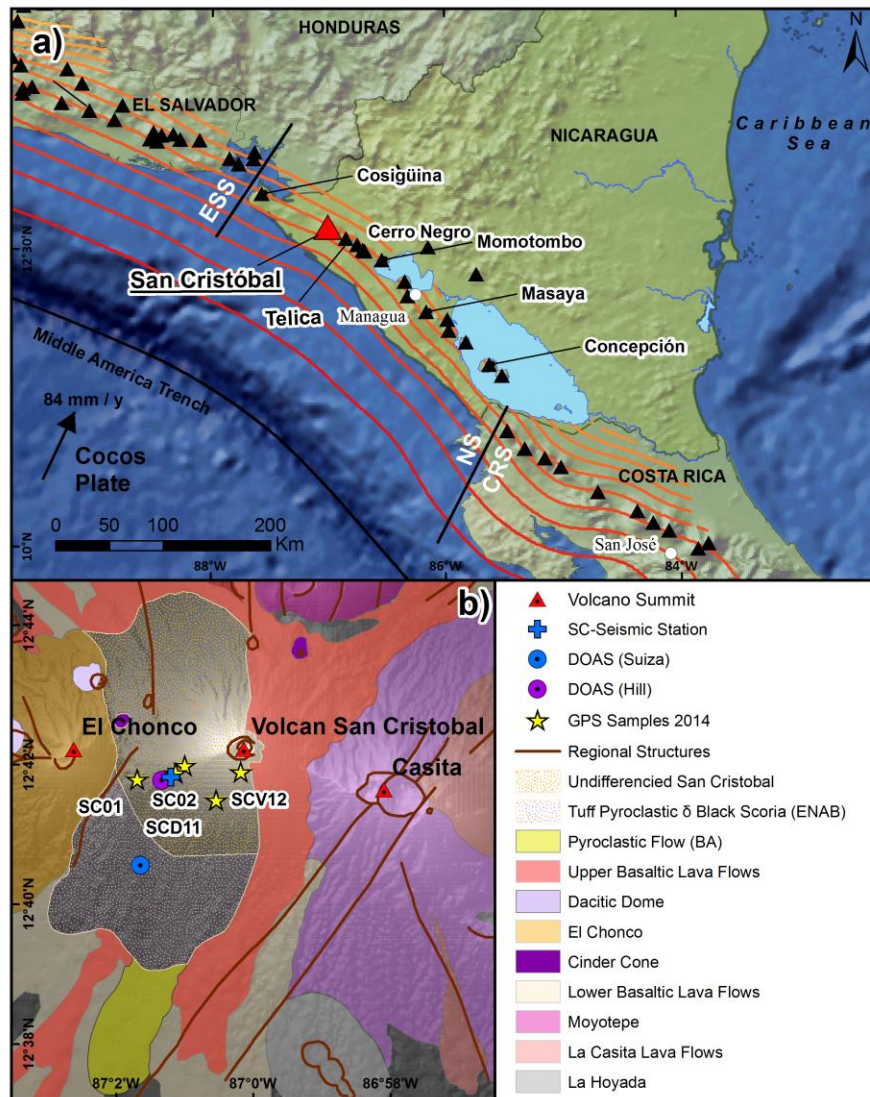 a)
HONDURAS
N
EL SALVADOR
NICARAGUA
Caribbean
Sea
Cosigüina
ESS
Cerro Negro
Momotombo
12°30'N
San Cristóbal
Telica
Managua
Masaya
Concepción
Middle America Trench
84 mm / y
Cocos
Plate
NS
CRS
COSTA RICA
San José
0 50 100 200
Km
10°N
88°W
86°W
84°W
b)
12°44'N
El Chonco
Volcan San Cristobal
12°42'N
Casita
SC01
SC02
SCV12
SCD11
12°40'N
12°38'N
87°2'W
87°0'W
86°58'W
Volcano Summit
SC-Seismic Station
DOAS (Suiza)
DOAS (Hill)
GPS Samples 2014
Regional Structures
Undifferencied San Cristobal
Tuff Pyroclastic δ Black Scoria (ENAB)
Pyroclastic Flow (BA)
Upper Basaltic Lava Flows
Dacitic Dome
El Chonco
Cinder Cone
Lower Basaltic Lava Flows
Moyotepe
La Casita Lava Flows
La Hoyada